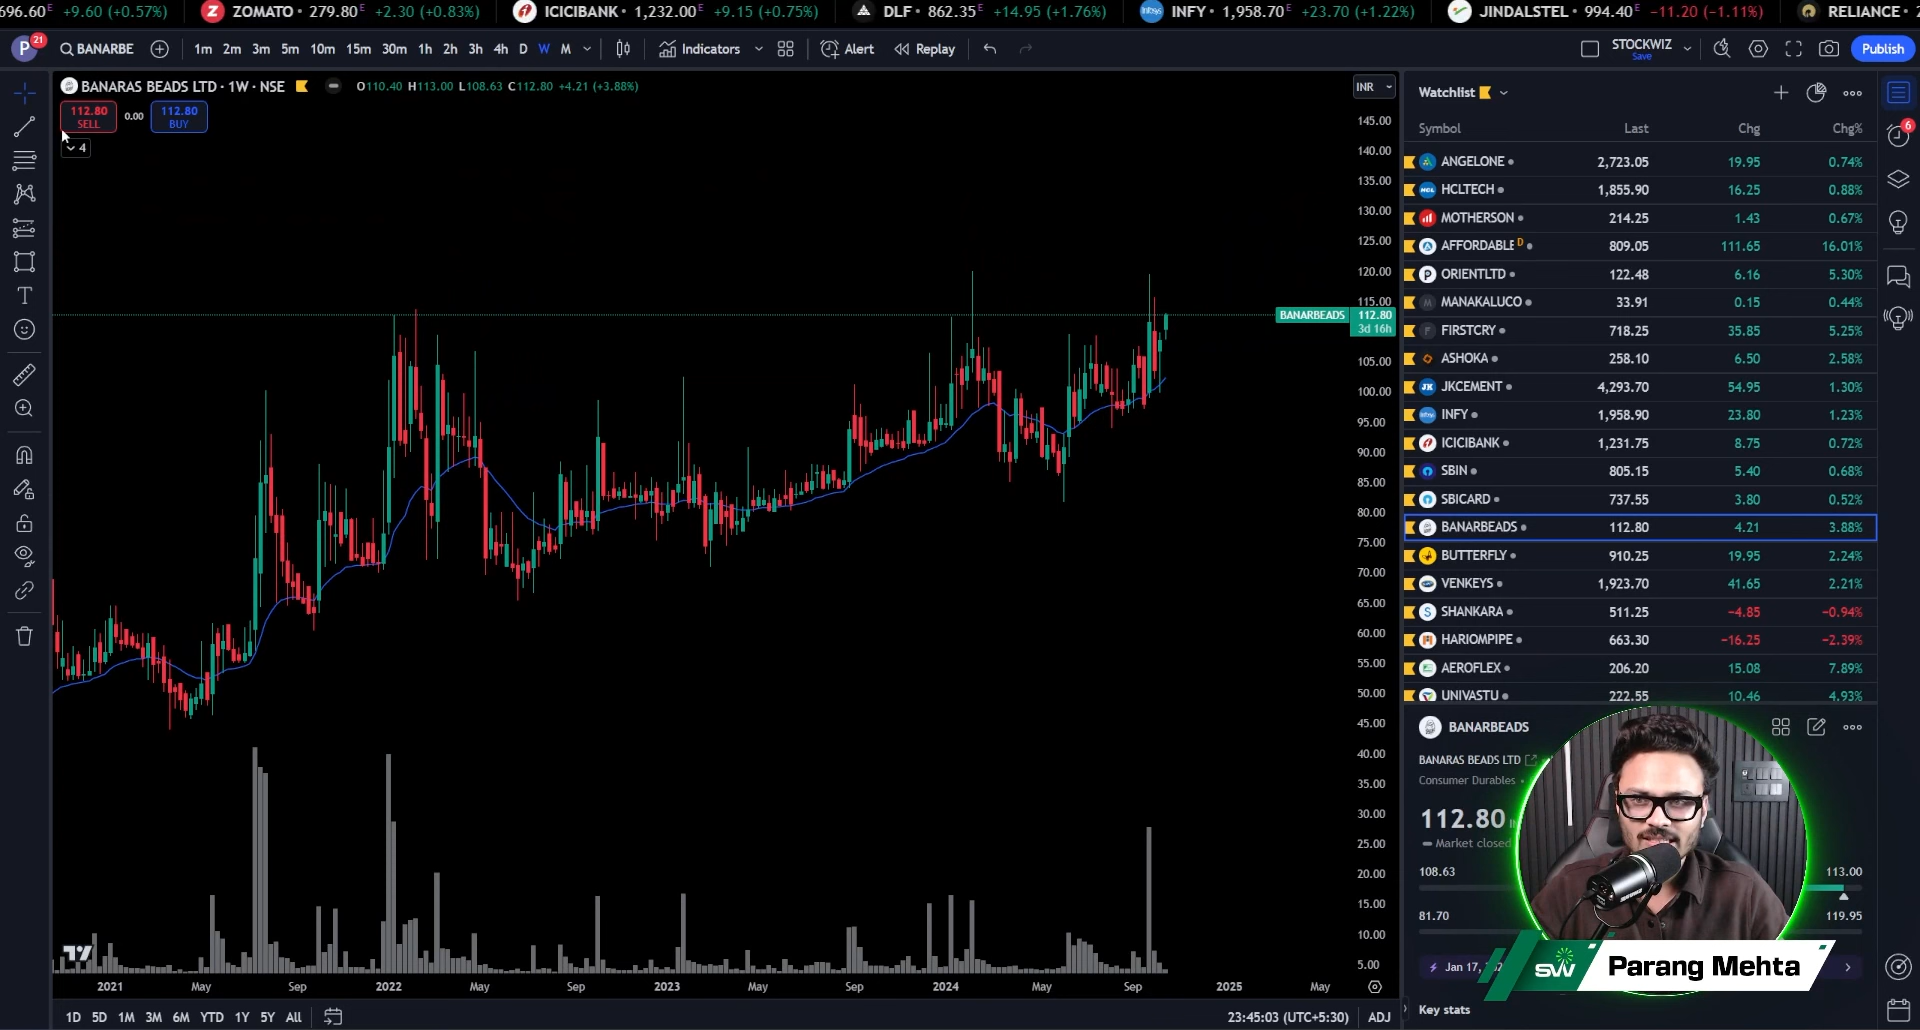 696.60E +9.60 (+0.57%) ZOMATO • 279.80E +2.30 (+0.83%) ICICIBANK • 1,232.00E +9.15 (+0.75%) DLF • 862.35E +14.95 (+1.76%) INFY • 1,958.70E +23.70 (+1.22%) JINDALSTEL • 994.40E −11.20 (−1.11%) RELIANCE • 
P 21 BANARBE 1m 2m 3m 5m 10m 15m 30m 1h 2h 3h 4h D W M Indicators Alert Replay STOCKWIZ Save Publish
BANARAS BEADS LTD · 1W · NSE O110.40 H113.00 L108.63 C112.80 +4.21 (+3.88%) INR
112.80 SELL 0.00 112.80 BUY
4
145.00
140.00
135.00
130.00
125.00
120.00
115.00
BANARBEADS 112.80
3d 16h
105.00
100.00
95.00
90.00
85.00
80.00
75.00
70.00
65.00
60.00
55.00
50.00
45.00
40.00
35.00
30.00
25.00
20.00
15.00
10.00
5.00
2021 May Sep 2022 May Sep 2023 May Sep 2024 May Sep 2025 May
1D 5D 1M 3M 6M YTD 1Y 5Y All 23:45:03 (UTC+5:30) ADJ
Watchlist
Symbol Last Chg Chg%
ANGELONE 2,723.05 19.95 0.74%
HCLTECH 1,855.90 16.25 0.88%
MOTHERSON 214.25 1.43 0.67%
AFFORDABLE D 809.05 111.65 16.01%
ORIENTLTD 122.48 6.16 5.30%
MANAKALUCO 33.91 0.15 0.44%
FIRSTCRY 718.25 35.85 5.25%
ASHOKA 258.10 6.50 2.58%
JKCEMENT 4,293.70 54.95 1.30%
INFY 1,958.90 23.80 1.23%
ICICIBANK 1,231.75 8.75 0.72%
SBIN 805.15 5.40 0.68%
SBICARD 737.55 3.80 0.52%
BANARBEADS 112.80 4.21 3.88%
BUTTERFLY 910.25 19.95 2.24%
VENKEYS 1,923.70 41.65 2.21%
SHANKARA 511.25 −4.85 −0.94%
HARIOMPIPE 663.30 −16.25 −2.39%
AEROFLEX 206.20 15.08 7.89%
UNIVASTU 222.55 10.46 4.93%
BANARBEADS
BANARAS BEADS LTD
Consumer Durables
112.80
Market closed
108.63 113.00
81.70 119.95
Jan 17,
SW Parang Mehta
Key stats
6